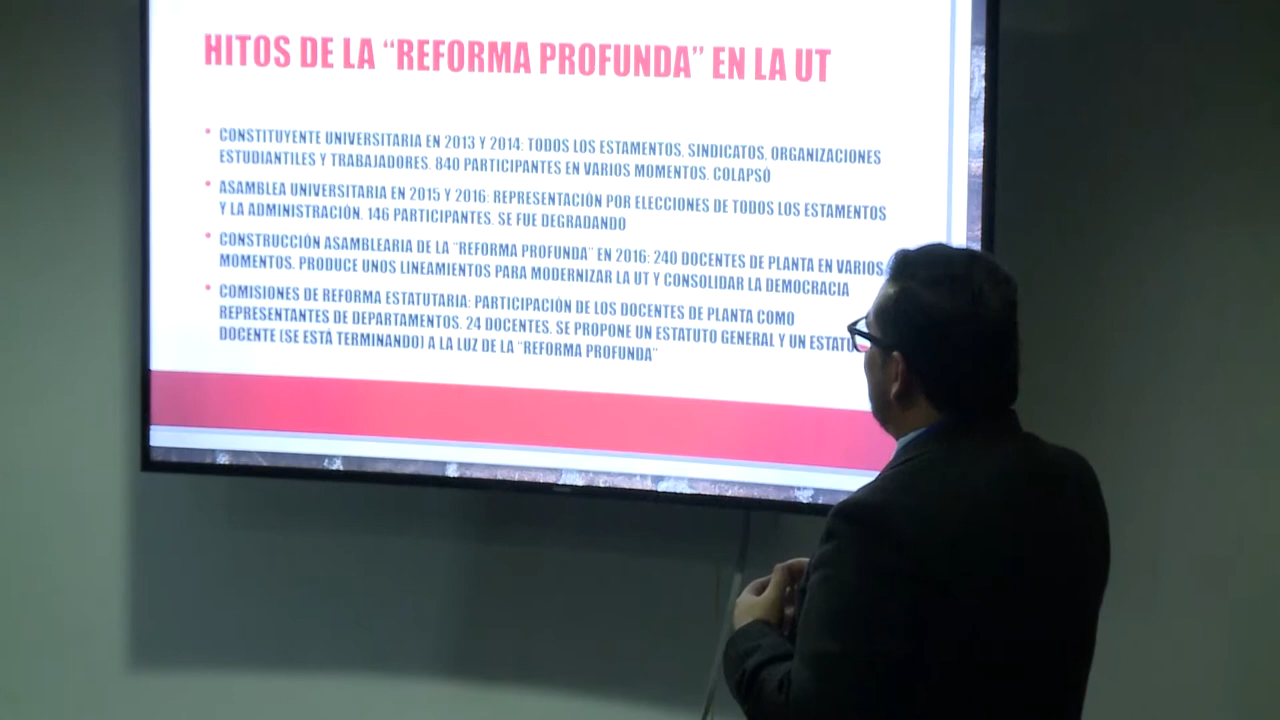 HITOS DE LA “REFORMA PROFUNDA” EN LA UT
• CONSTITUYENTE UNIVERSITARIA EN 2013 Y 2014: TODOS LOS ESTAMENTOS, SINDICATOS, ORGANIZACIONES
ESTUDIANTILES Y TRABAJADORES. 840 PARTICIPANTES EN VARIOS MOMENTOS. COLAPSÓ
• ASAMBLEA UNIVERSITARIA EN 2015 Y 2016: REPRESENTACIÓN POR ELECCIONES DE TODOS LOS ESTAMENTOS
Y LA ADMINISTRACIÓN. 146 PARTICIPANTES. SE FUE DEGRADANDO
• CONSTRUCCIÓN ASAMBLEARIA DE LA “REFORMA PROFUNDA” EN 2016: 240 DOCENTES DE PLANTA EN VARIOS
MOMENTOS. PRODUCE UNOS LINEAMIENTOS PARA MODERNIZAR LA UT Y CONSOLIDAR LA DEMOCRACIA
• COMISIONES DE REFORMA ESTATUTARIA: PARTICIPACIÓN DE LOS DOCENTES DE PLANTA COMO
REPRESENTANTES DE DEPARTAMENTOS. 24 DOCENTES. SE PROPONE UN ESTATUTO GENERAL Y UN
DOCENTE (SE ESTÁ TERMINANDO) A LA LUZ DE LA “REFORMA PROFUNDA”